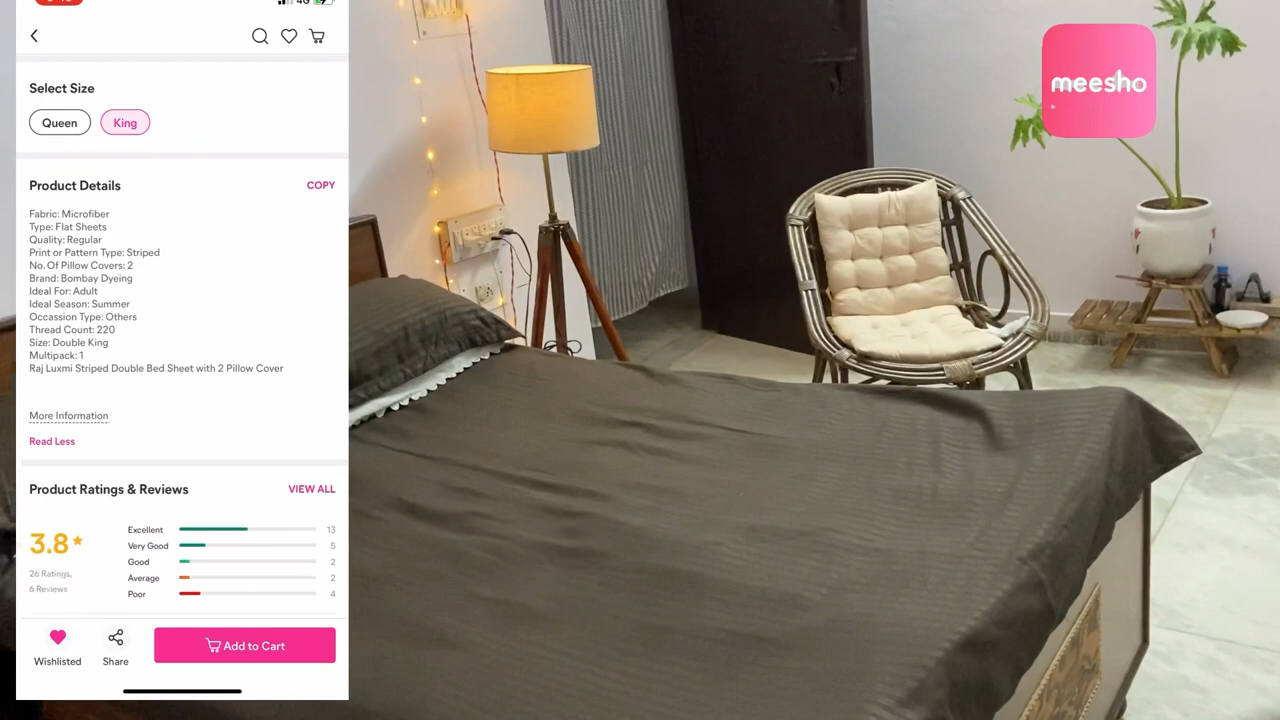 4G
Select Size
Queen
King
Product Details
COPY
Fabric: Microfiber
Type: Flat Sheets
Quality: Regular
Print or Pattern Type: Striped
No. Of Pillow Covers: 2
Brand: Bombay Dyeing
Ideal For: Adult
Ideal Season: Summer
Occassion Type: Others
Thread Count: 220
Size: Double King
Multipack: 1
Raj Luxmi Striped Double Bed Sheet with 2 Pillow Cover
More Information
Read Less
Product Ratings & Reviews
VIEW ALL
3.8
26 Ratings,
6 Reviews
Excellent 13
Very Good 5
Good 2
Average 2
Poor 4
Wishlisted
Share
Add to Cart
meesho